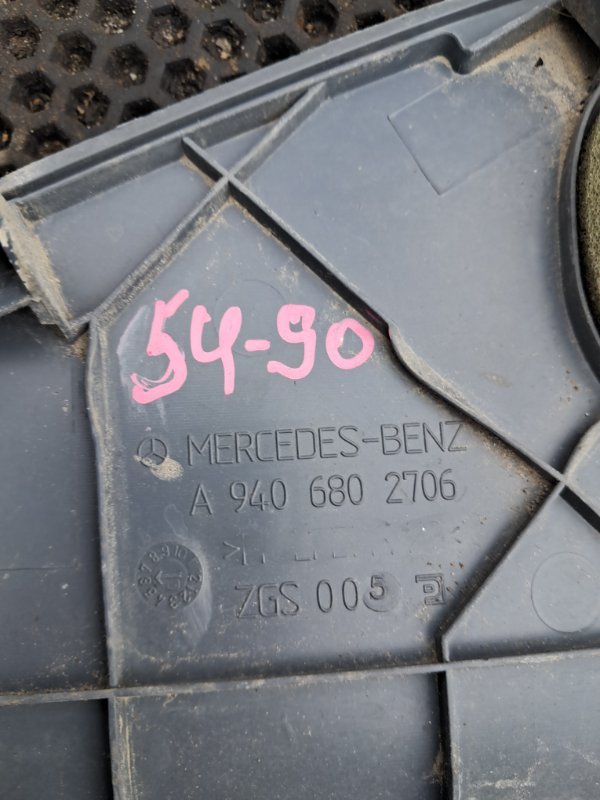 54-90
MERCEDES-BENZ
A 940 680 2706
ZGS 005